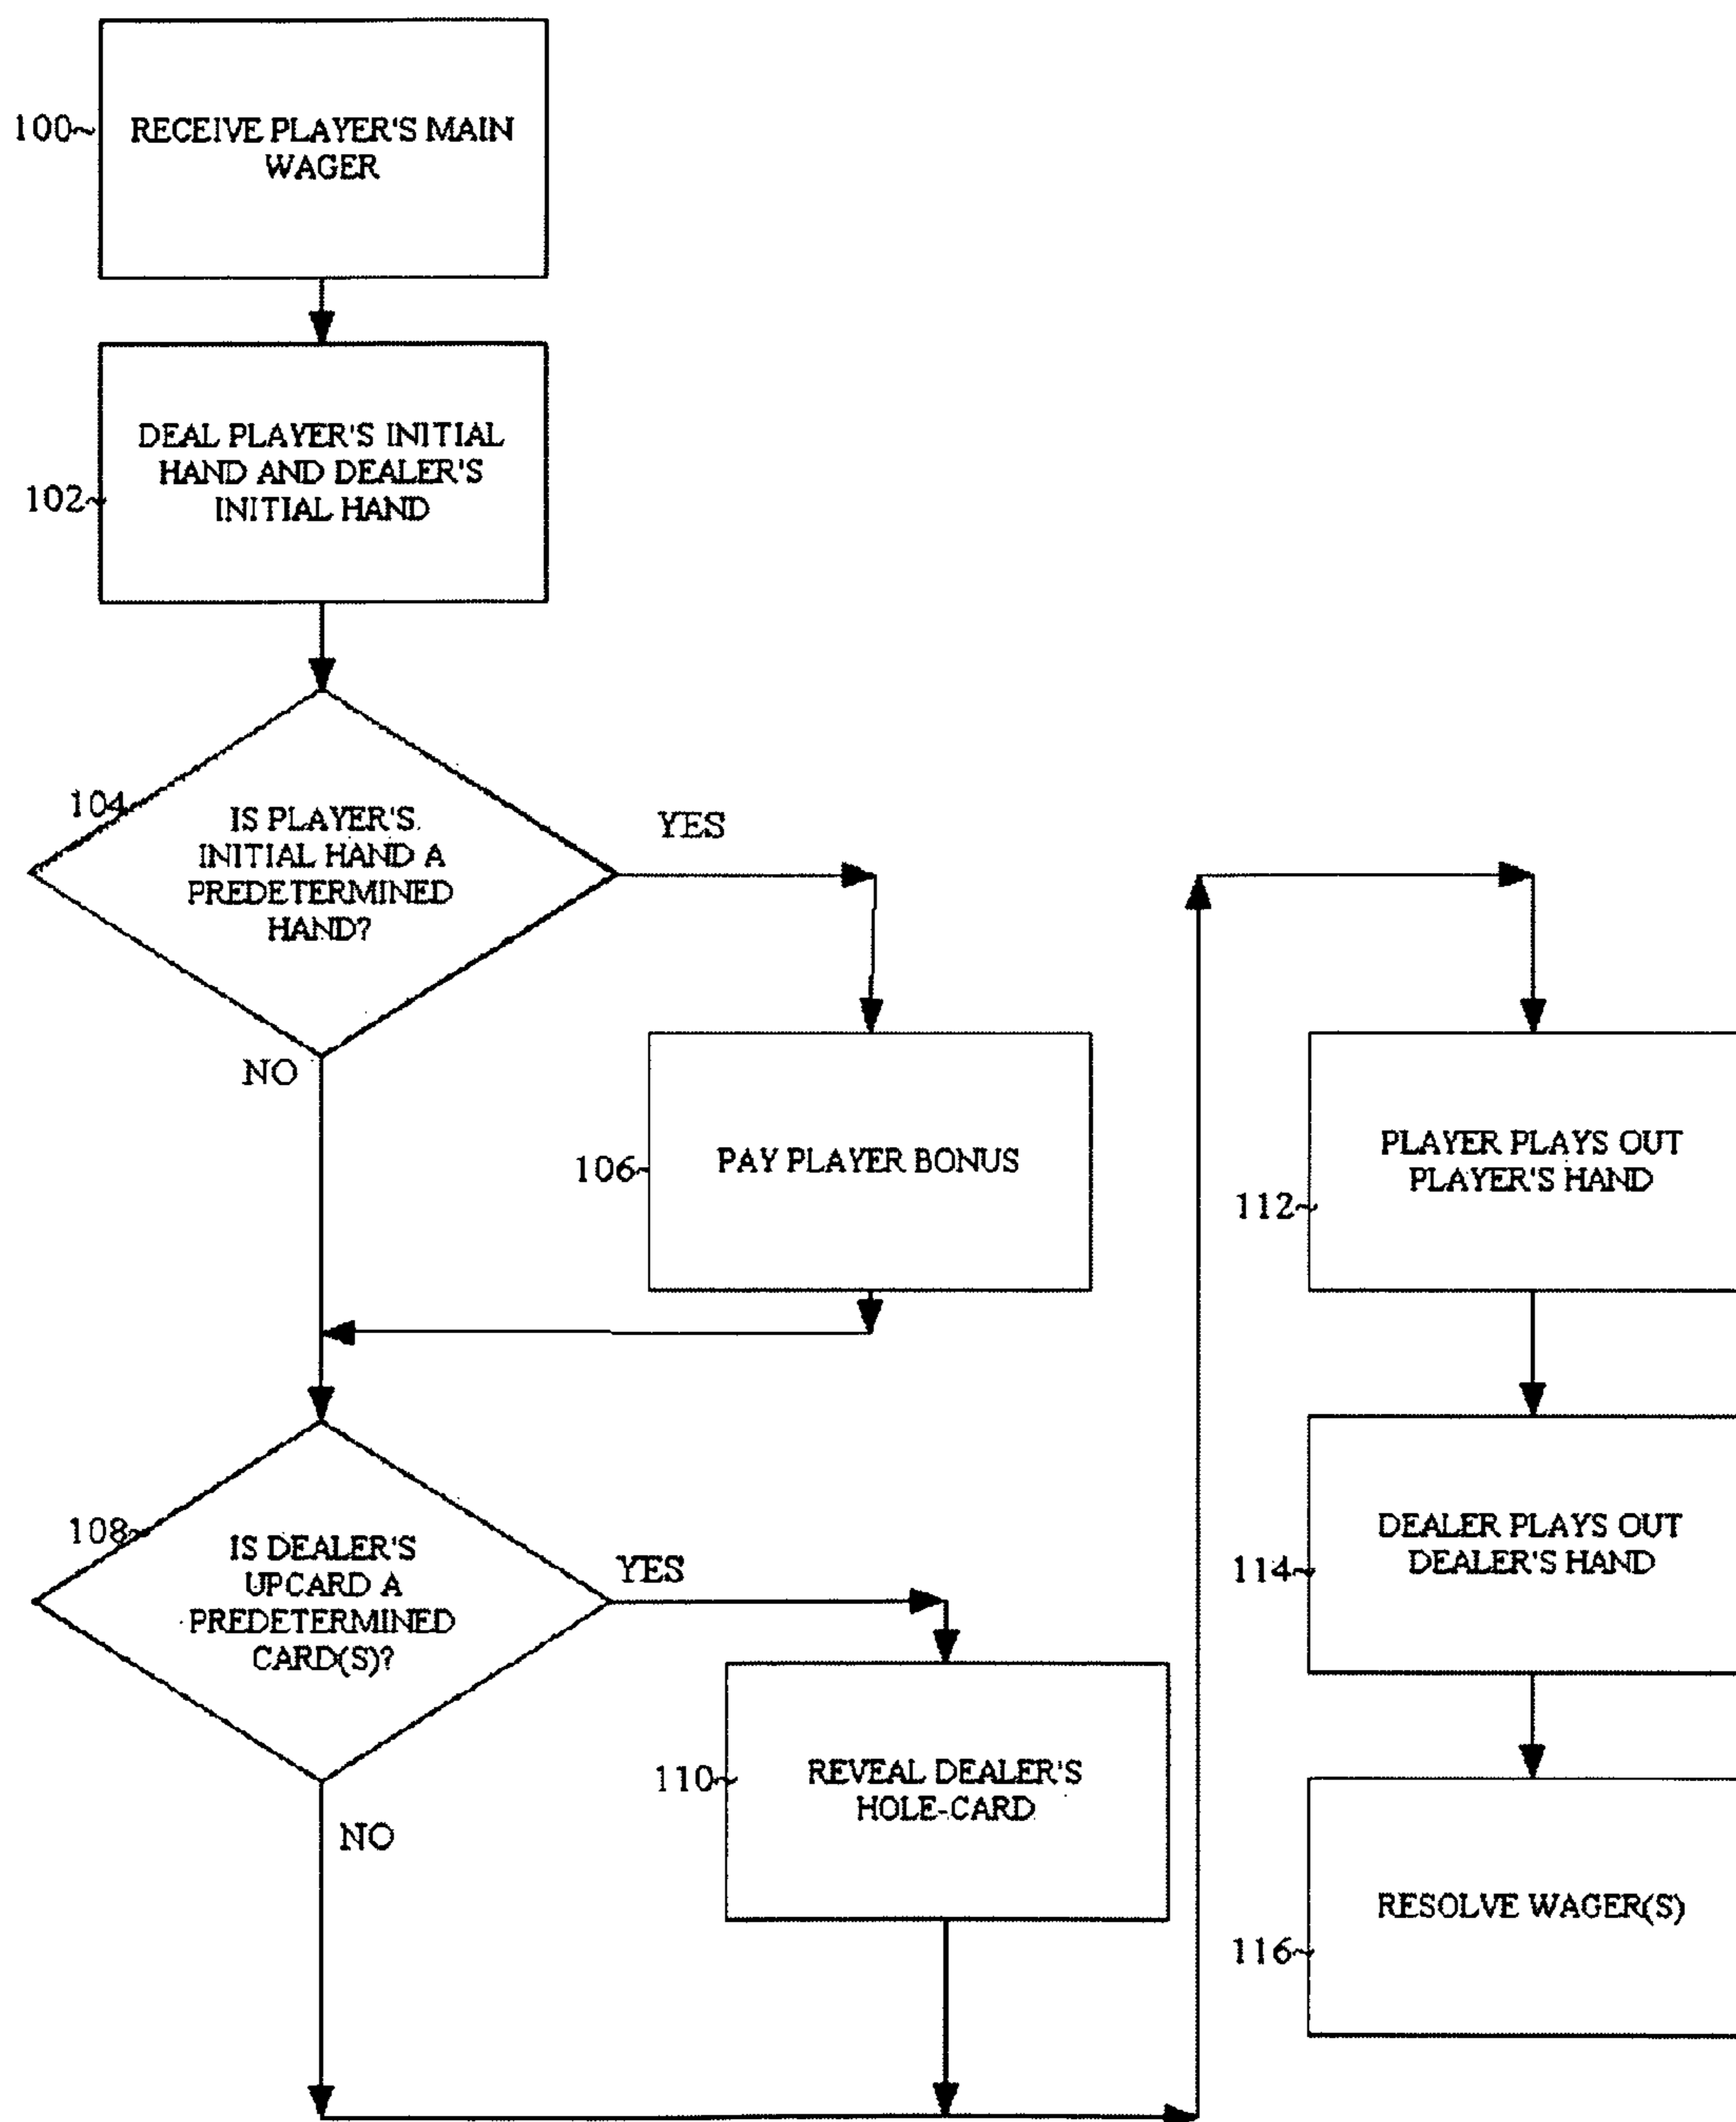 100~
RECEIVE PLAYER'S MAIN
WAGER
102~
DEAL PLAYER'S INITIAL
HAND AND DEALER'S
INITIAL HAND
104
IS PLAYER'S
INITIAL HAND A
PREDETERMINED
HAND?
YES
NO
106~
PAY PLAYER BONUS
108~
IS DEALER'S
UPCARD A
PREDETERMINED
CARD(S)?
YES
NO
110~
REVEAL DEALER'S
HOLE-CARD
112~
PLAYER PLAYS OUT
PLAYER'S HAND
114~
DEALER PLAYS OUT
DEALER'S HAND
116~
RESOLVE WAGER(S)